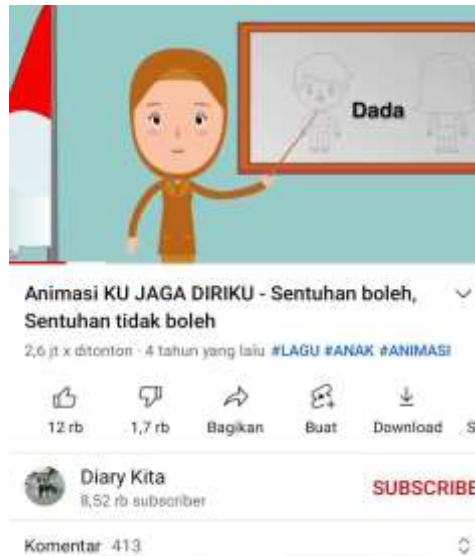 Dada
Animasi KU JAGA DIRIKU - Sentuhan boleh,
Sentuhan tidak boleh
2,6 jt x ditonton · 4 tahun yang lalu #LAGU #ANAK #ANIMASI
12 rb 1,7 rb Bagikan Buat Download S
Diary Kita
8,52 rb subscriber
SUBSCRIBE
Komentar 413